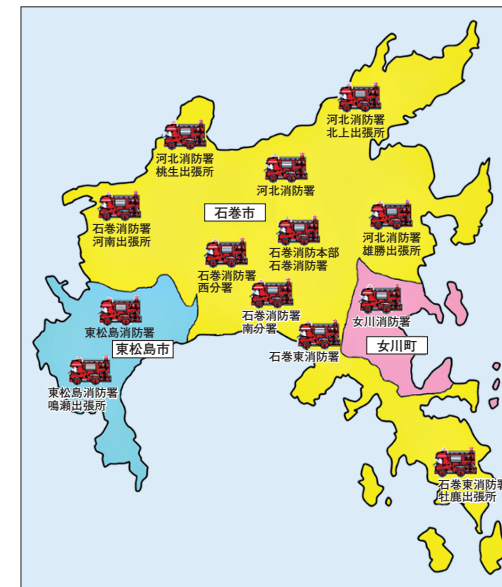 河北消防署
北上出張所
河北消防署
桃生出張所
河北消防署
石巻消防署
河南出張所
石巻市
河北消防署
雄勝出張所
石巻消防本部
石巻消防署
石巻消防署
西分署
石巻消防署
南分署
女川消防署
東松島消防署
東松島市
石巻東消防署
女川町
東松島消防署
鳴瀬出張所
石巻東消防署
牡鹿出張所